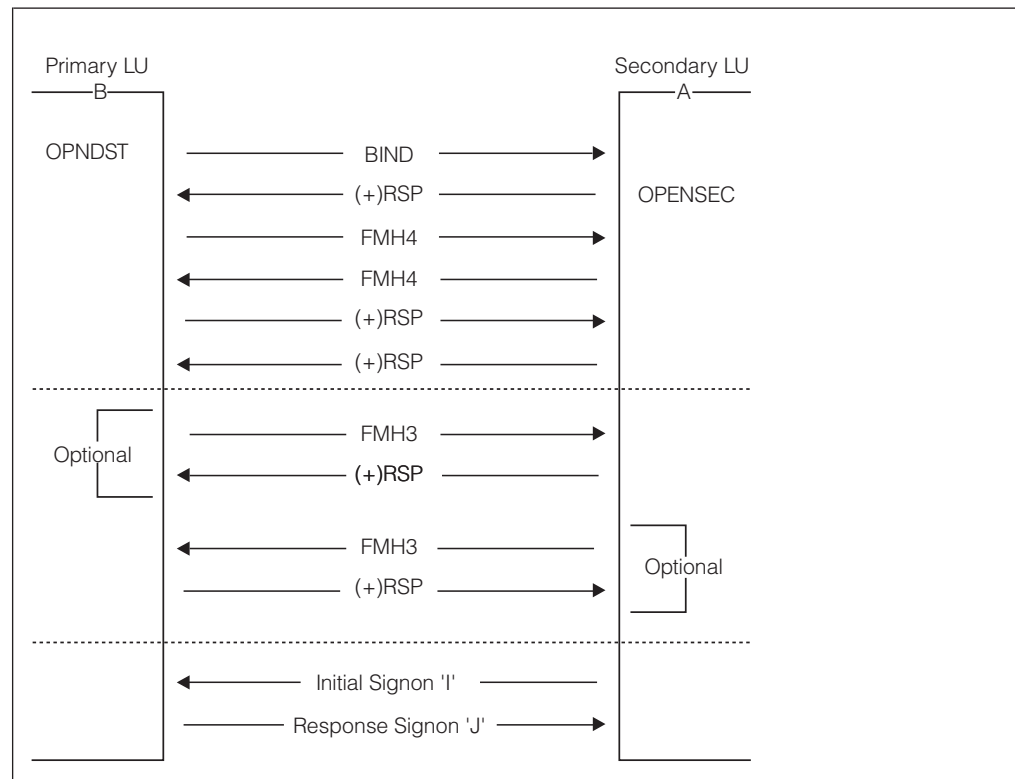 Primary LU
Secondary LU
B
A
OPNDST
BIND
(+)RSP
OPENSEC
FMH4
FMH4
(+)RSP
(+)RSP
Optional
FMH3
(+)RSP
FMH3
Optional
(+)RSP
Initial Signon 'I'
Response Signon 'J'